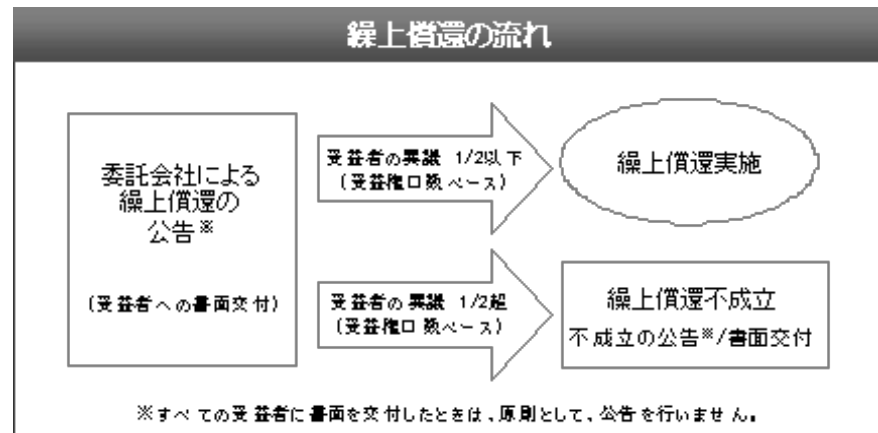 繰上償還の流れ
委託会社による
繰上償還の
公告※
(受益者への書面交付)
受益者の異議 1/2以下
(受益権口数ベース)
繰上償還実施
受益者の異議 1/2超
(受益権口数ベース)
繰上償還不成立
不成立の公告※/書面交付
※すべての受益者に書面を交付したときは、原則として、公告を行いません。